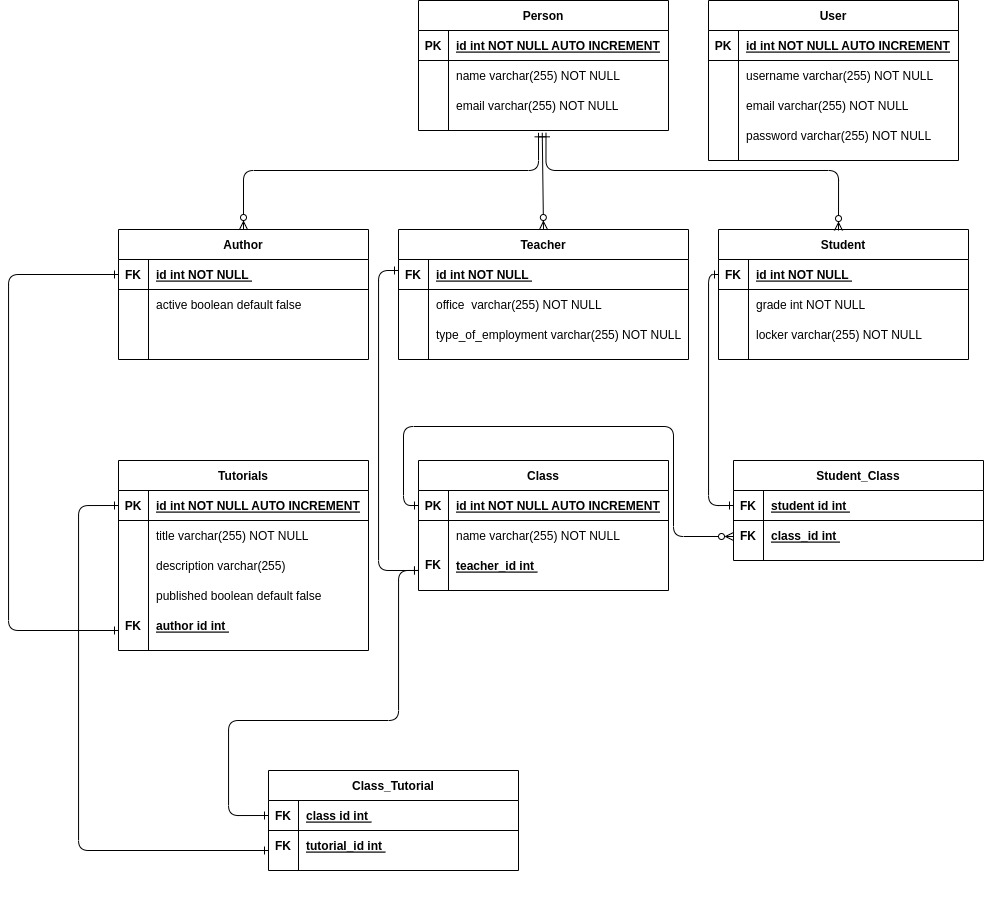 Person
PK id int NOT NULL AUTO INCREMENT
name varchar(255) NOT NULL
email varchar(255) NOT NULL
User
PK id int NOT NULL AUTO INCREMENT
username varchar(255) NOT NULL
email varchar(255) NOT NULL
password varchar(255) NOT NULL
Author
FK id int NOT NULL
active boolean default false
Teacher
FK id int NOT NULL
office varchar(255) NOT NULL
type_of_employment varchar(255) NOT NULL
Student
FK id int NOT NULL
grade int NOT NULL
locker varchar(255) NOT NULL
Tutorials
PK id int NOT NULL AUTO INCREMENT
title varchar(255) NOT NULL
description varchar(255)
published boolean default false
FK author id int
Class
PK id int NOT NULL AUTO INCREMENT
name varchar(255) NOT NULL
FK teacher_id int
Student_Class
FK student id int
FK class_id int
Class_Tutorial
FK class id int
FK tutorial_id int